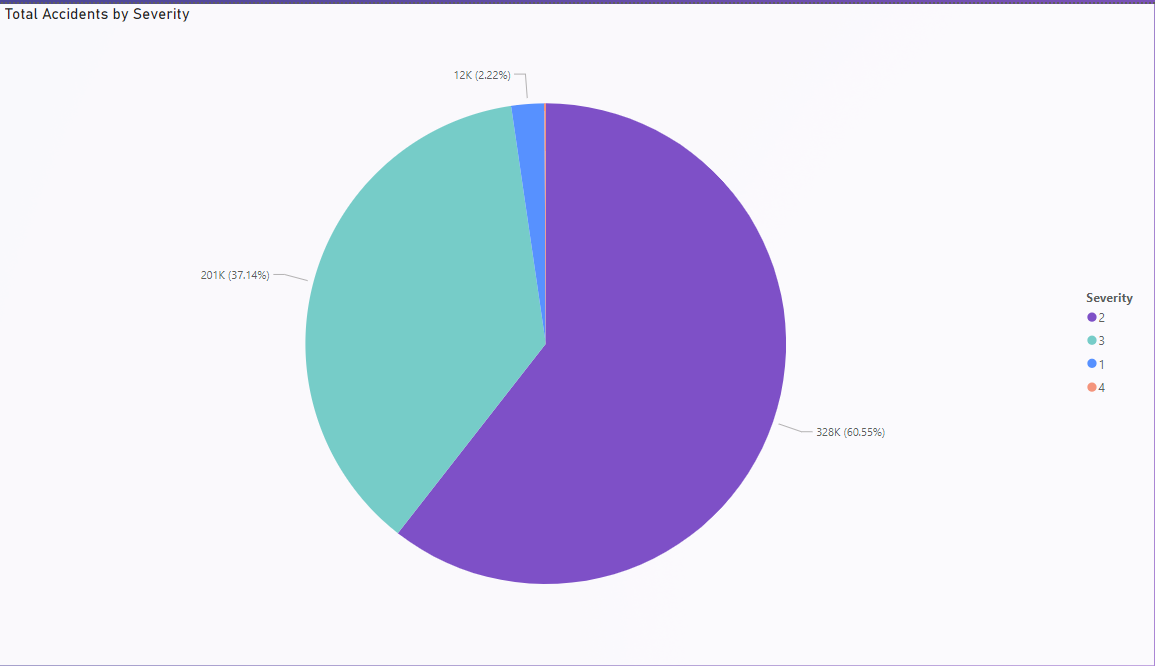 Total Accidents by Severity
12K (2.22%)
201K (37.14%)
328K (60.55%)
Severity
2
3
1
4